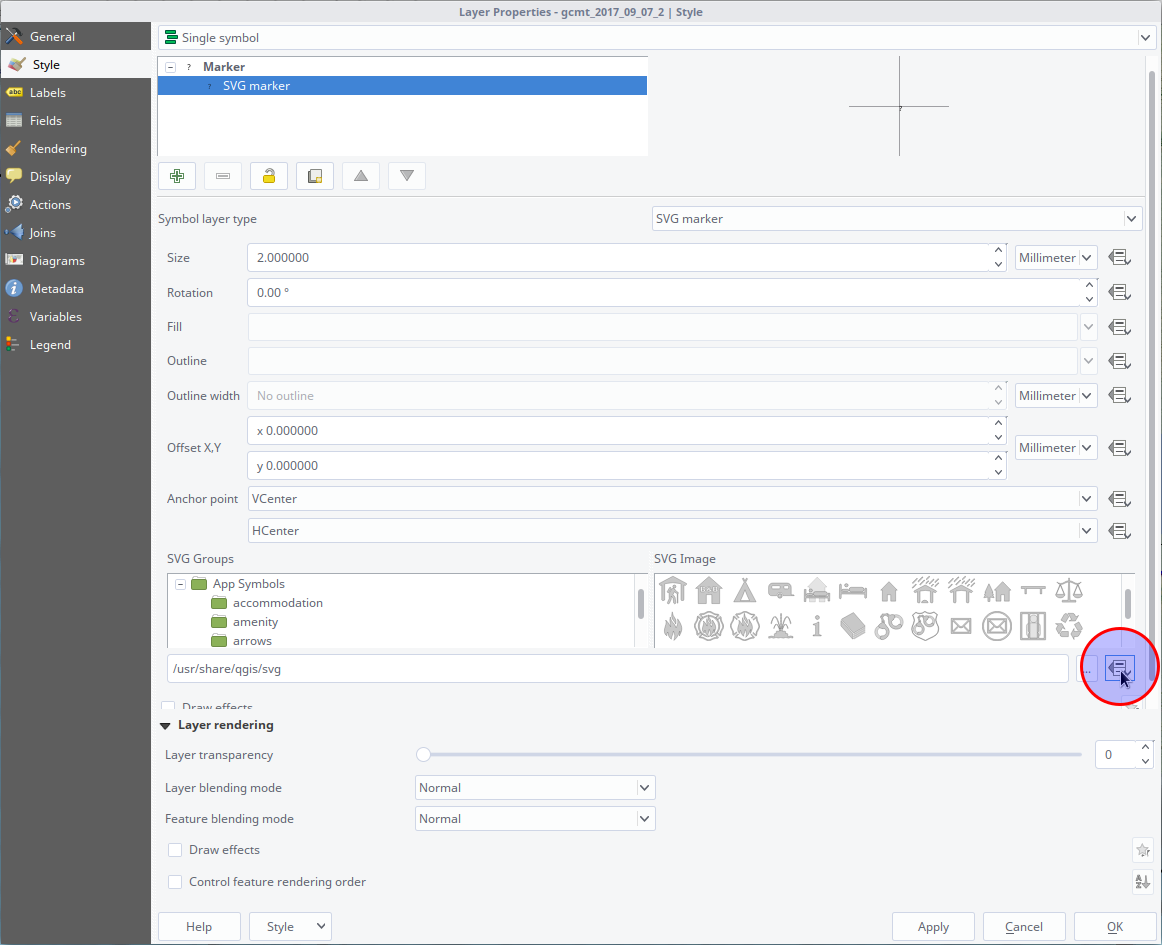 Layer Properties - gcmt_2017_09_07_2 | Style
General
Style
Labels
Fields
Rendering
Display
Actions
Joins
Diagrams
Metadata
Variables
Legend
Single symbol
? Marker
? SVG marker
?
Symbol layer type SVG marker
Size 2.000000 Millimeter
Rotation 0.00 °
Fill
Outline
Outline width No outline Millimeter
Offset X,Y x 0.000000 Millimeter
y 0.000000
Anchor point VCenter
HCenter
SVG Groups SVG Image
App Symbols
accommodation
amenity
arrows
/usr/share/qgis/svg ...
Draw effects
Layer rendering
Layer transparency 0
Layer blending mode Normal
Feature blending mode Normal
Draw effects
Control feature rendering order
Help Style Apply Cancel OK